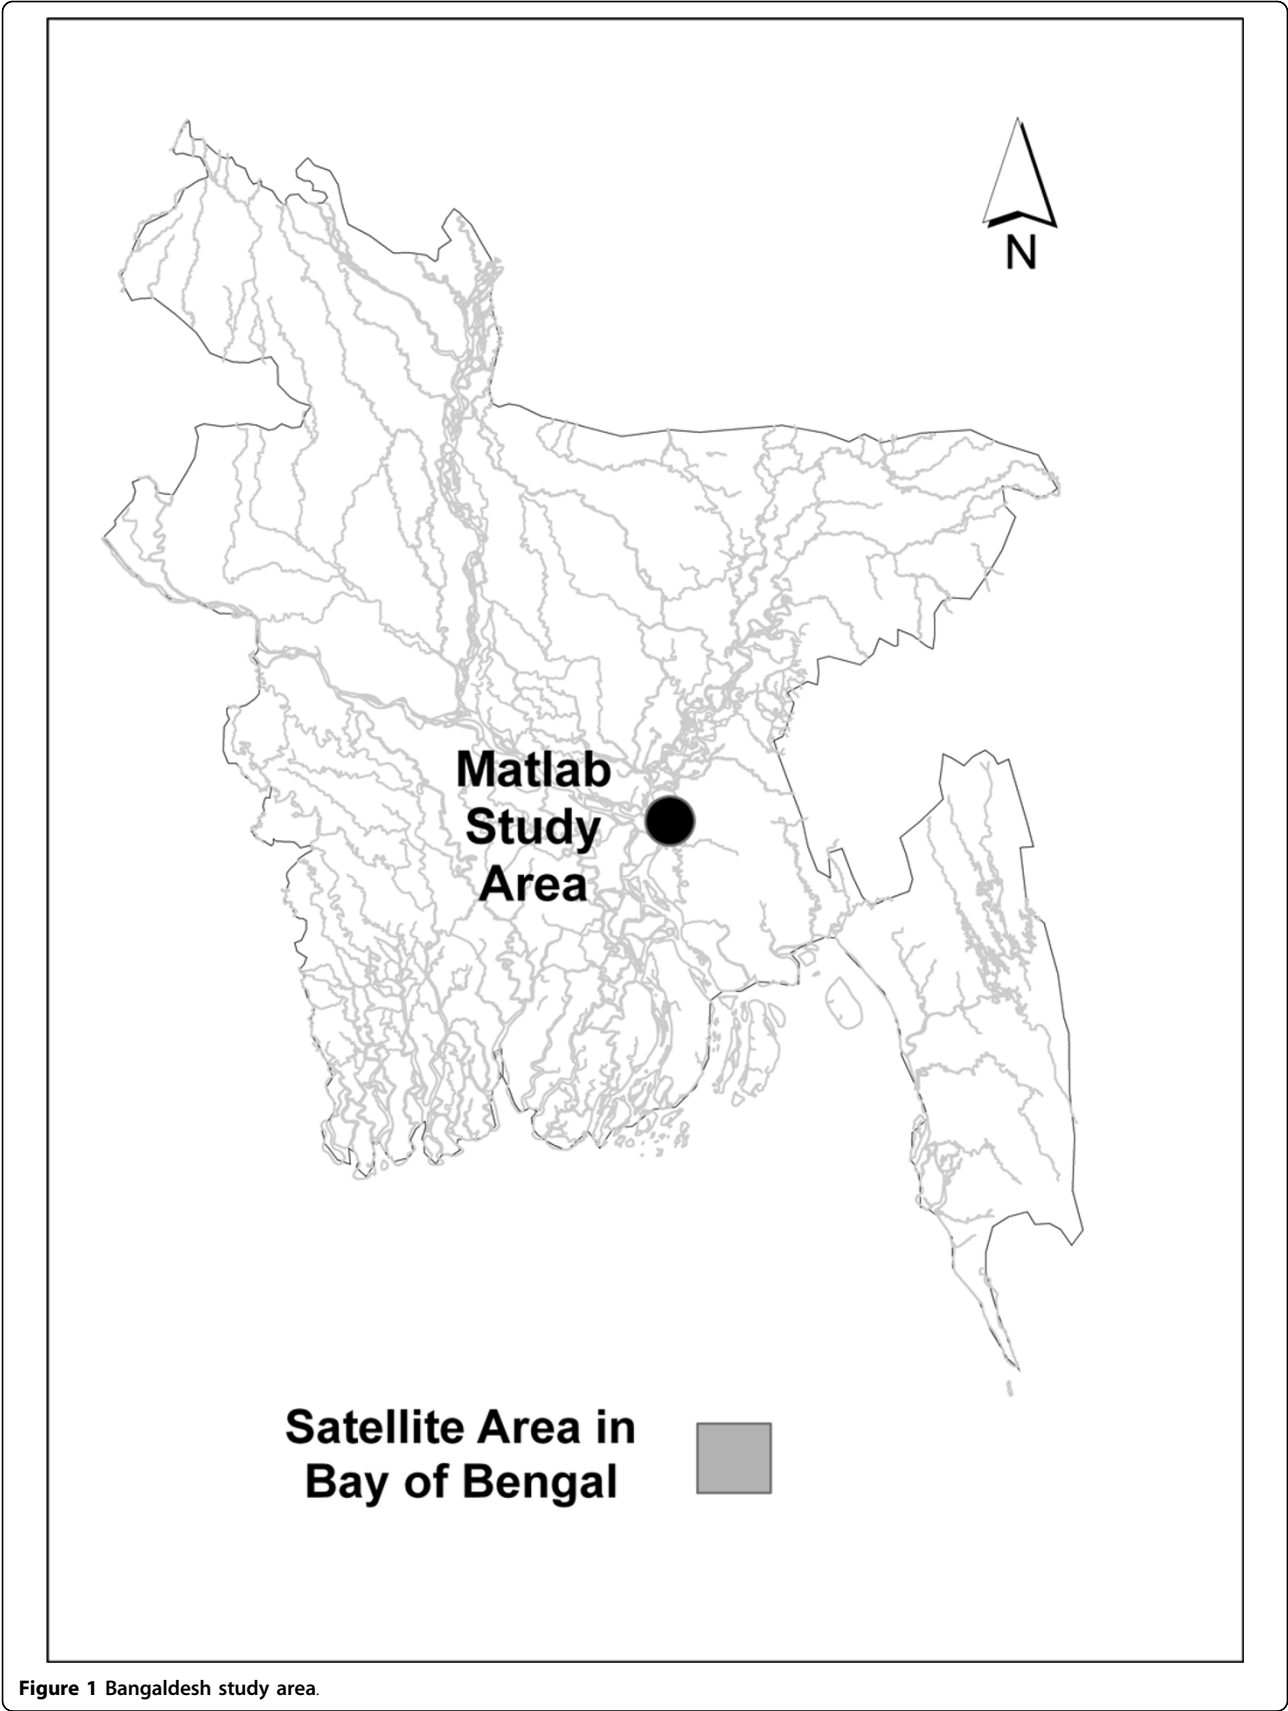 N
Matlab
Study
Area
Satellite Area in
Bay of Bengal
Figure 1 Bangaldesh study area.